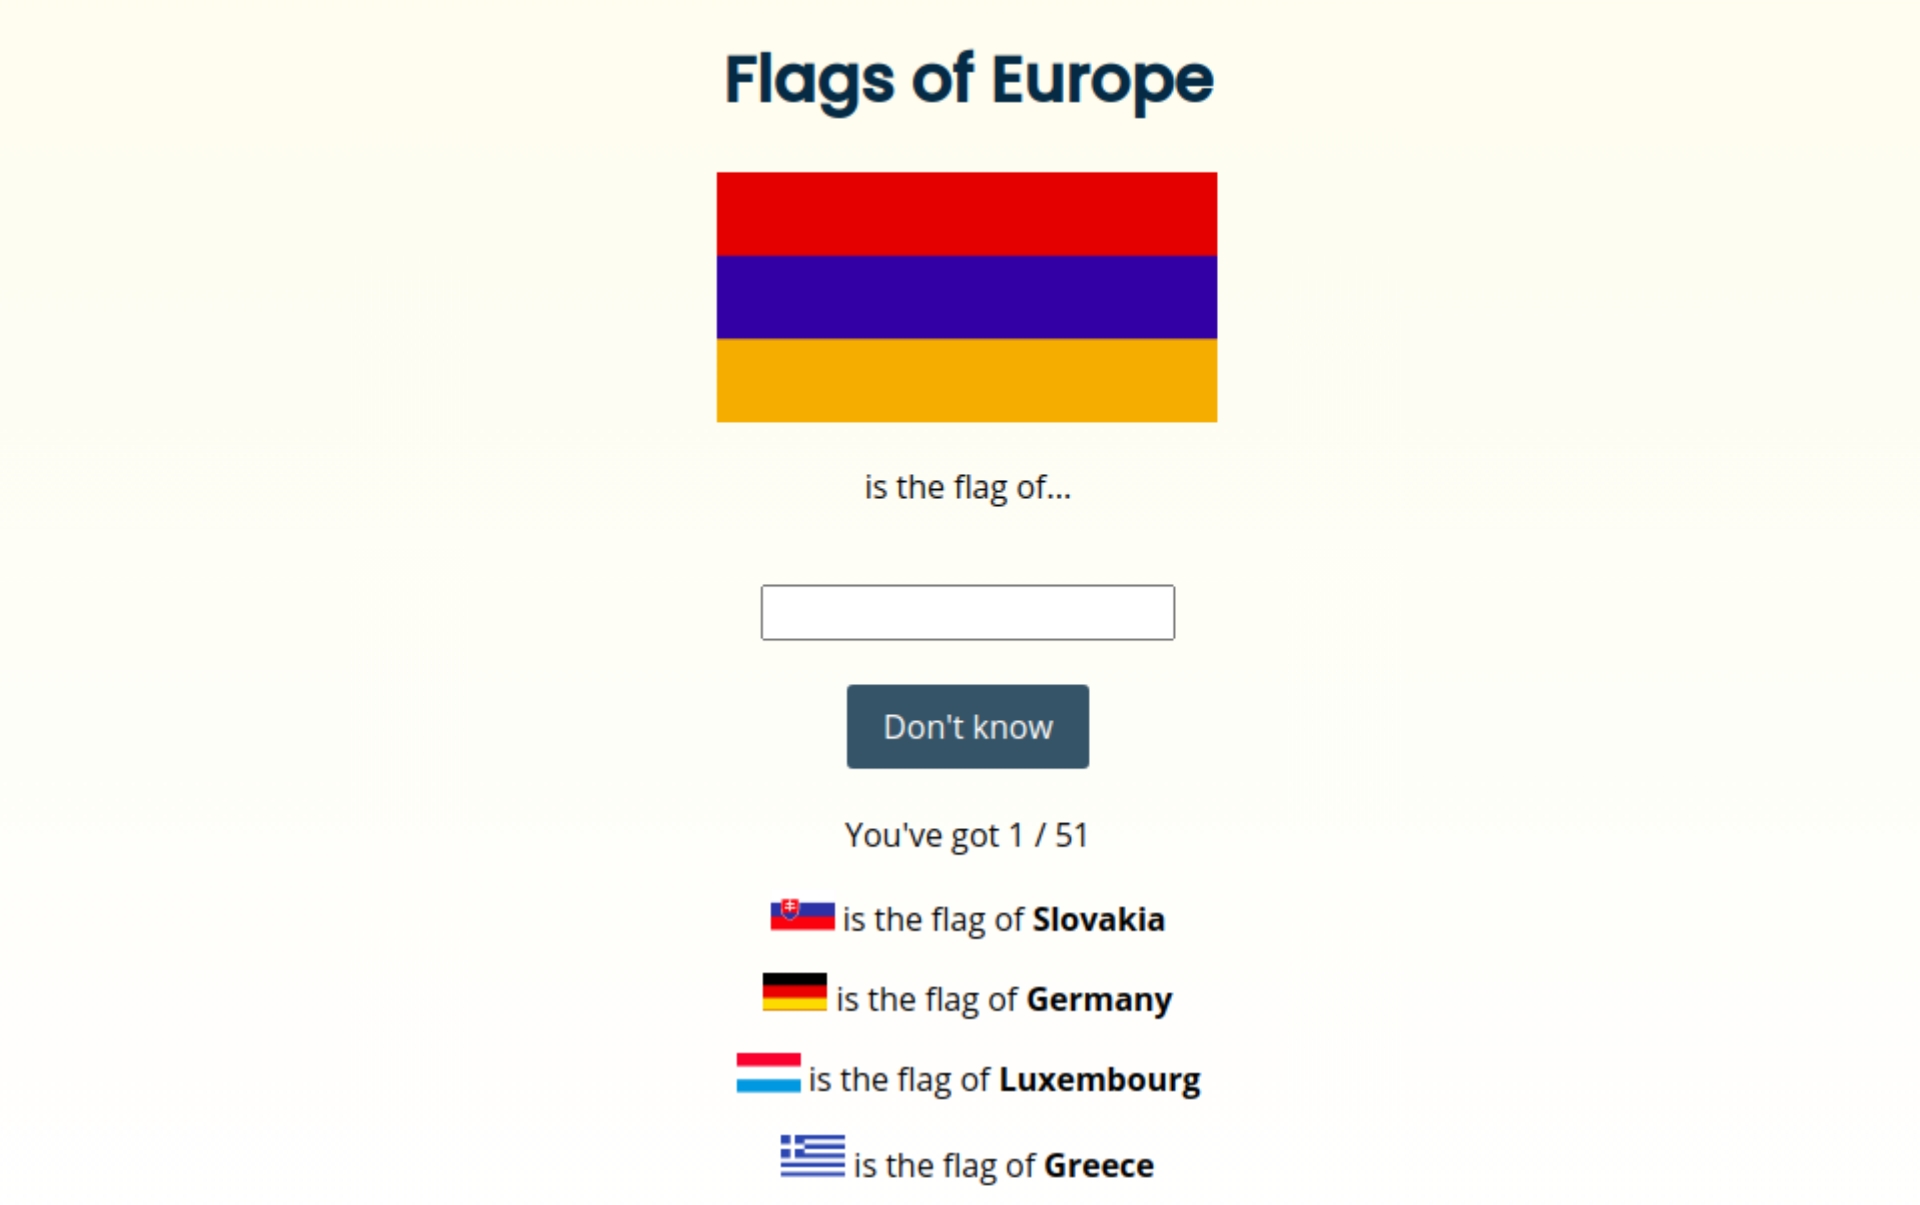 Flags of Europe
is the flag of...
Don't know
You've got 1 / 51
is the flag of Slovakia
is the flag of Germany
is the flag of Luxembourg
is the flag of Greece